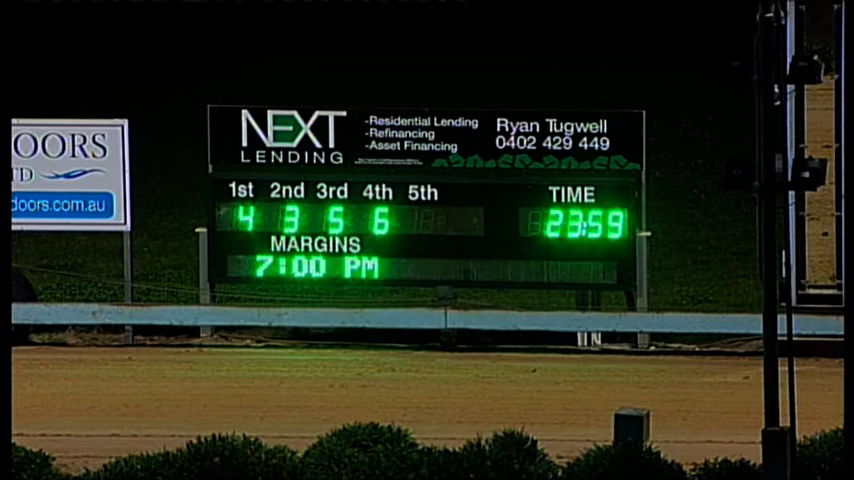 OORS
TD
doors.com.au
NEXT
LENDING
-Residential Lending
-Refinancing
-Asset Financing
Ryan Tugwell
0402 429 449
1st 2nd 3rd 4th 5th TIME
4 3 5 6 23:59
MARGINS
7:00 PM